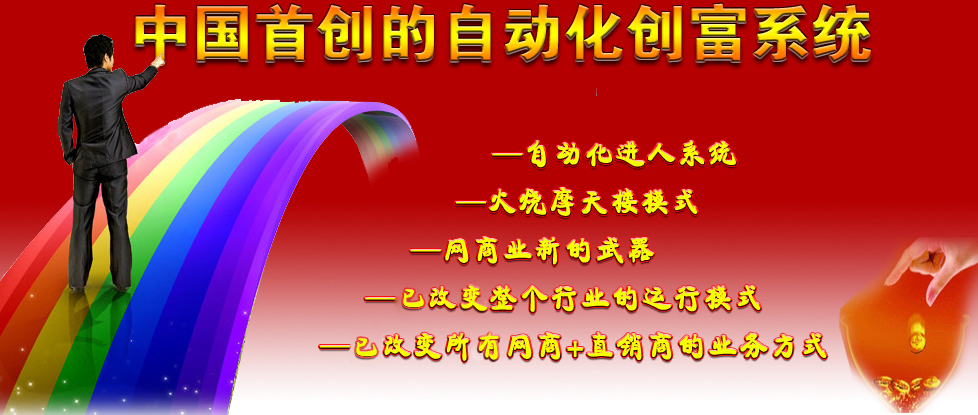 中国首创的自动化创富系统
—自动化进人系统
—火烧摩天楼模式
—网商业新的武器
—已改变整个行业的运行模式
—已改变所有网商+直销商的业务方式